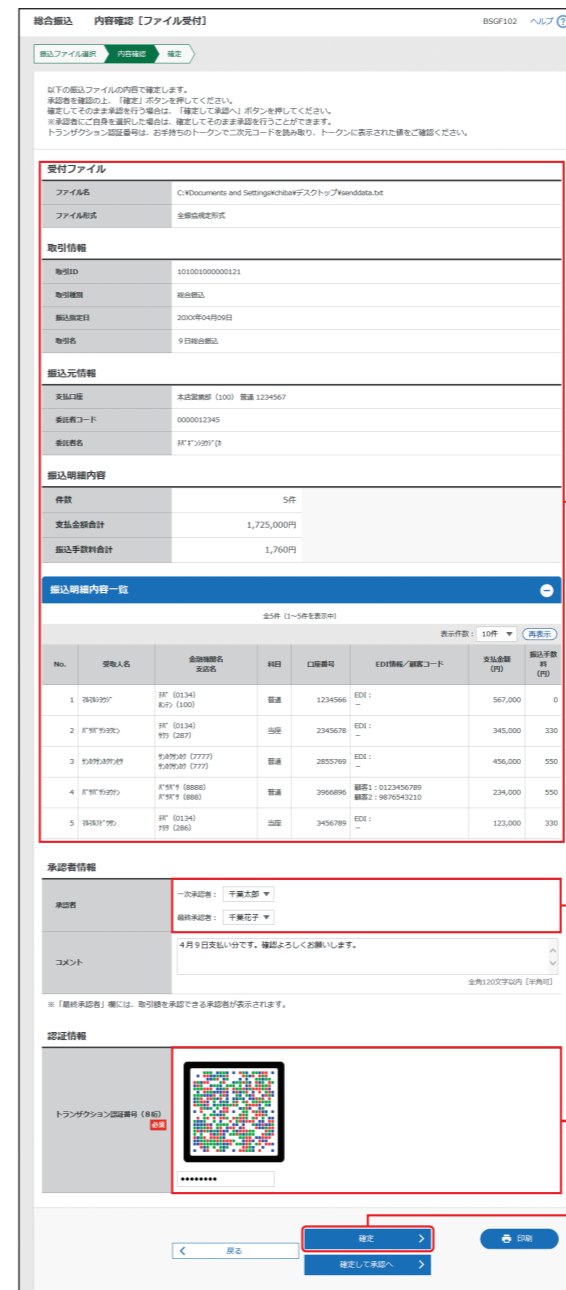 総合振込　内容確認［ファイル受付］
BSGF102 ヘルプ ?
振込ファイル選択 内容確認 確定
以下の振込ファイルの内容で確定します。
承認者を確認の上、「確定」ボタンを押してください。
確定してそのまま承認を行う場合は、「確定して承認へ」ボタンを押してください。
※承認者にご自身を選択した場合は、確定してそのまま承認を行うことができます。
トランザクション認証番号は、お手持ちのトークンで二次元コードを読み取り、トークンに表示された値をご確認ください。
受付ファイル
ファイル名 C:¥Documents and Settings¥chiba¥デスクトップ¥senddata.txt
ファイル形式 全銀協規定形式
取引情報
取引ID 101001000000121
取引種別 総合振込
振込指定日 20XX年04月09日
取引名 9日総合振込
振込元情報
支払口座 本店営業部（100） 普通 1234567
委託者コード 0000012345
委託者名
振込明細内容
件数 5件
支払金額合計 1,725,000円
振込手数料合計 1,760円
振込明細内容一覧
全5件（1～5件を表示中）
表示件数： 10件 ▼ 再表示
No. 受取人名 金融機関名 支店名 科目 口座番号 EDI情報／顧客コード 支払金額（円） 振込手数料（円）
1 (0134) (100) 普通 1234566 EDI： － 567,000 0
2 (0134) (287) 当座 2345678 EDI： － 345,000 330
3 (7777) (777) 普通 2855769 EDI： － 456,000 550
4 (8888) (888) 普通 3966896 顧客1：0123456789 顧客2：9876543210 234,000 550
5 (0134) (286) 当座 3456789 EDI： － 123,000 330
承認者情報
承認者 一次承認者： 千葉太郎 ▼
最終承認者： 千葉花子 ▼
コメント 4月9日支払い分です。確認よろしくお願いします。
全角120文字以内［半角可］
※「最終承認者」欄には、取引額を承認できる承認者が表示されます。
認証情報
トランザクション認証番号（8桁）
必須
••••••••
戻る 確定 印刷
確定して承認へ